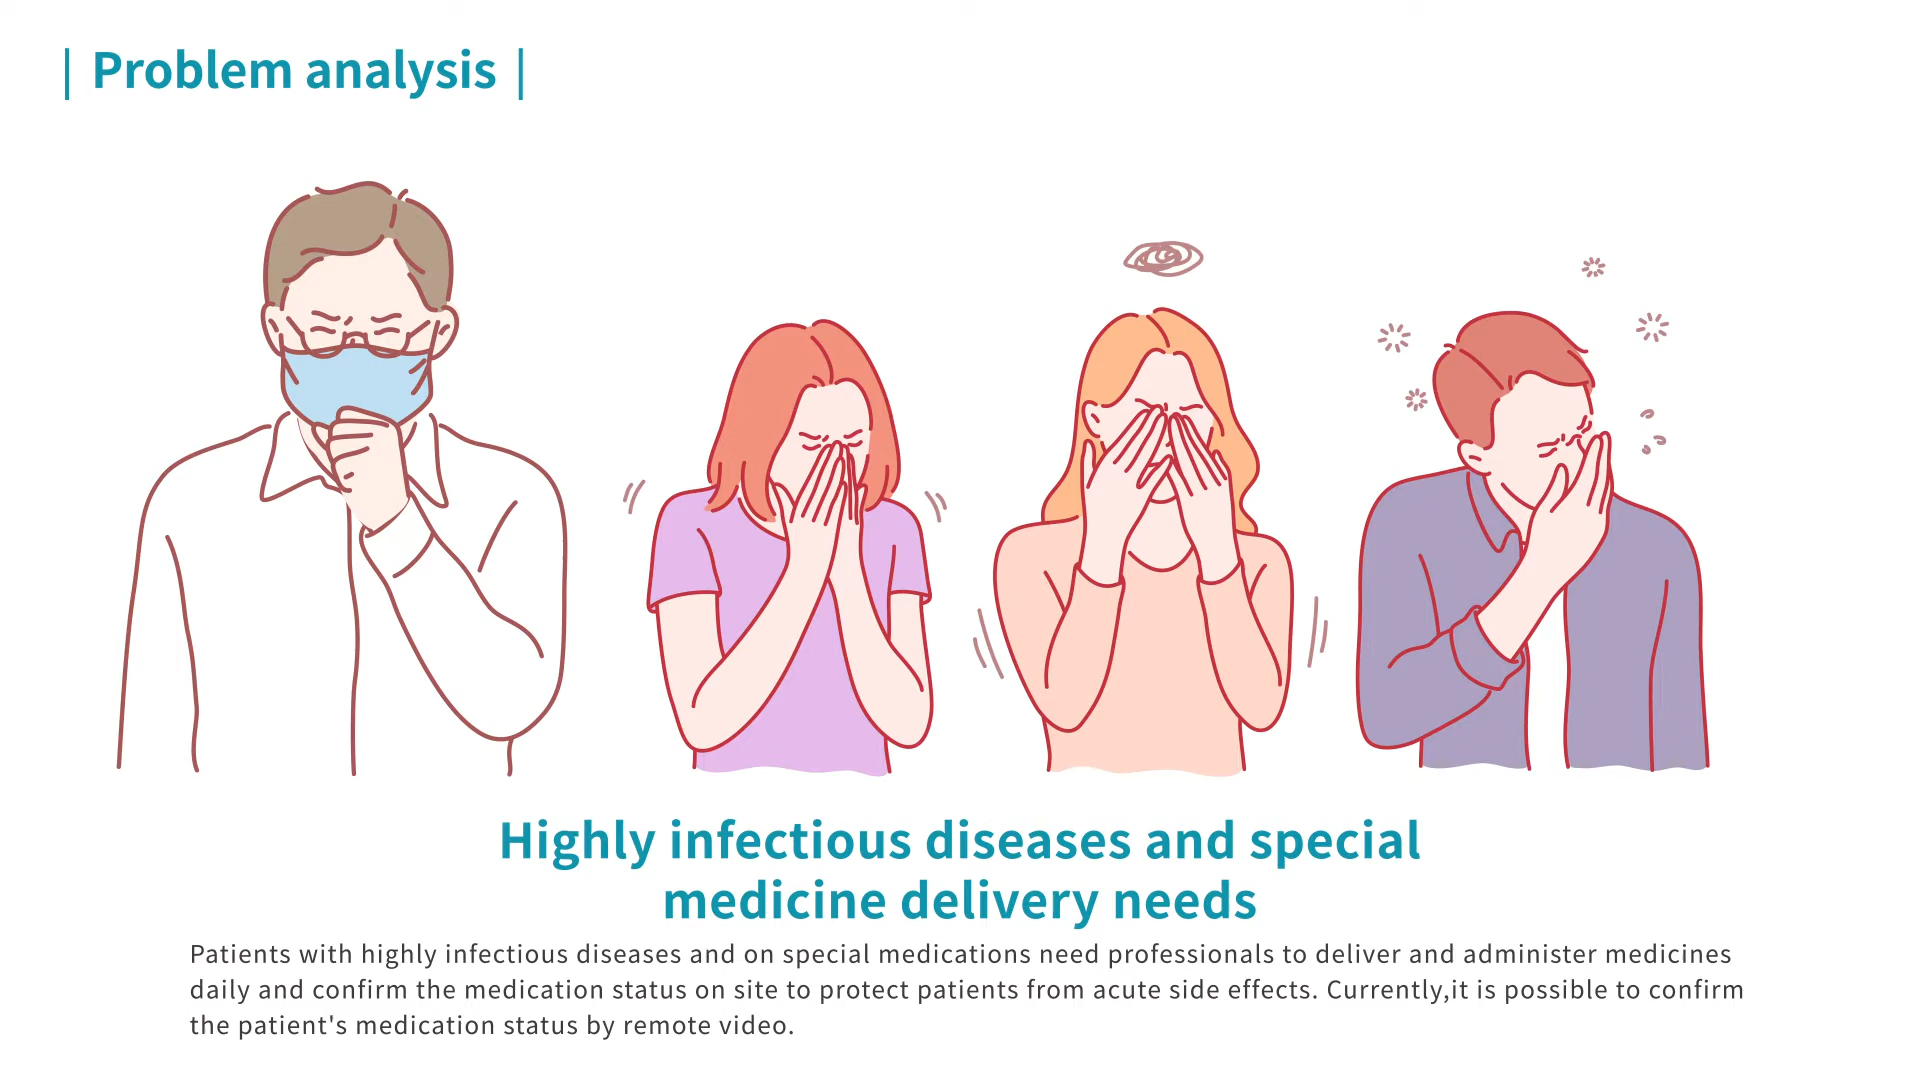 | Problem analysis |
Highly infectious diseases and special
medicine delivery needs
Patients with highly infectious diseases and on special medications need professionals to deliver and administer medicines
daily and confirm the medication status on site to protect patients from acute side effects. Currently,it is possible to confirm
the patient's medication status by remote video.